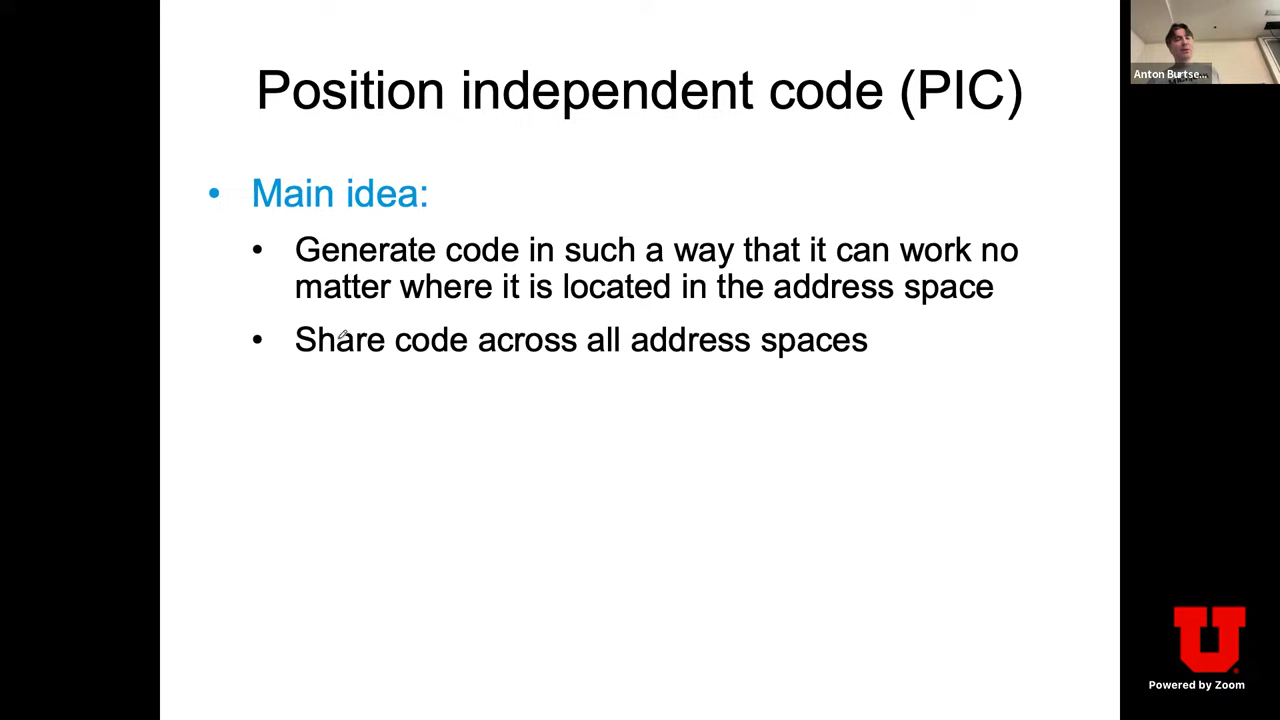 Position independent code (PIC)
• Main idea:
• Generate code in such a way that it can work no
matter where it is located in the address space
• Share code across all address spaces
Anton Burtse...
U
Powered by Zoom